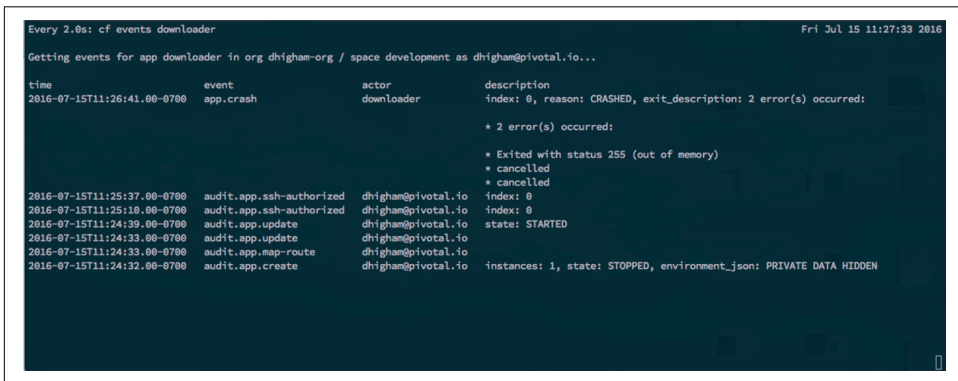 Every 2.0s: cf events downloader Fri Jul 15 11:27:33 2016
Getting events for app downloader in org dhigham-org / space development as dhigham@pivotal.io...
time event actor description
2016-07-15T11:26:41.00-0700 app.crash downloader index: 0, reason: CRASHED, exit_description: 2 error(s) occurred:
* 2 error(s) occurred:
* Exited with status 255 (out of memory)
* cancelled
* cancelled
2016-07-15T11:25:37.00-0700 audit.app.ssh-authorized dhigham@pivotal.io index: 0
2016-07-15T11:25:10.00-0700 audit.app.ssh-authorized dhigham@pivotal.io index: 0
2016-07-15T11:24:39.00-0700 audit.app.update dhigham@pivotal.io state: STARTED
2016-07-15T11:24:33.00-0700 audit.app.update dhigham@pivotal.io
2016-07-15T11:24:33.00-0700 audit.app.map-route dhigham@pivotal.io
2016-07-15T11:24:32.00-0700 audit.app.create dhigham@pivotal.io instances: 1, state: STOPPED, environment_json: PRIVATE DATA HIDDEN